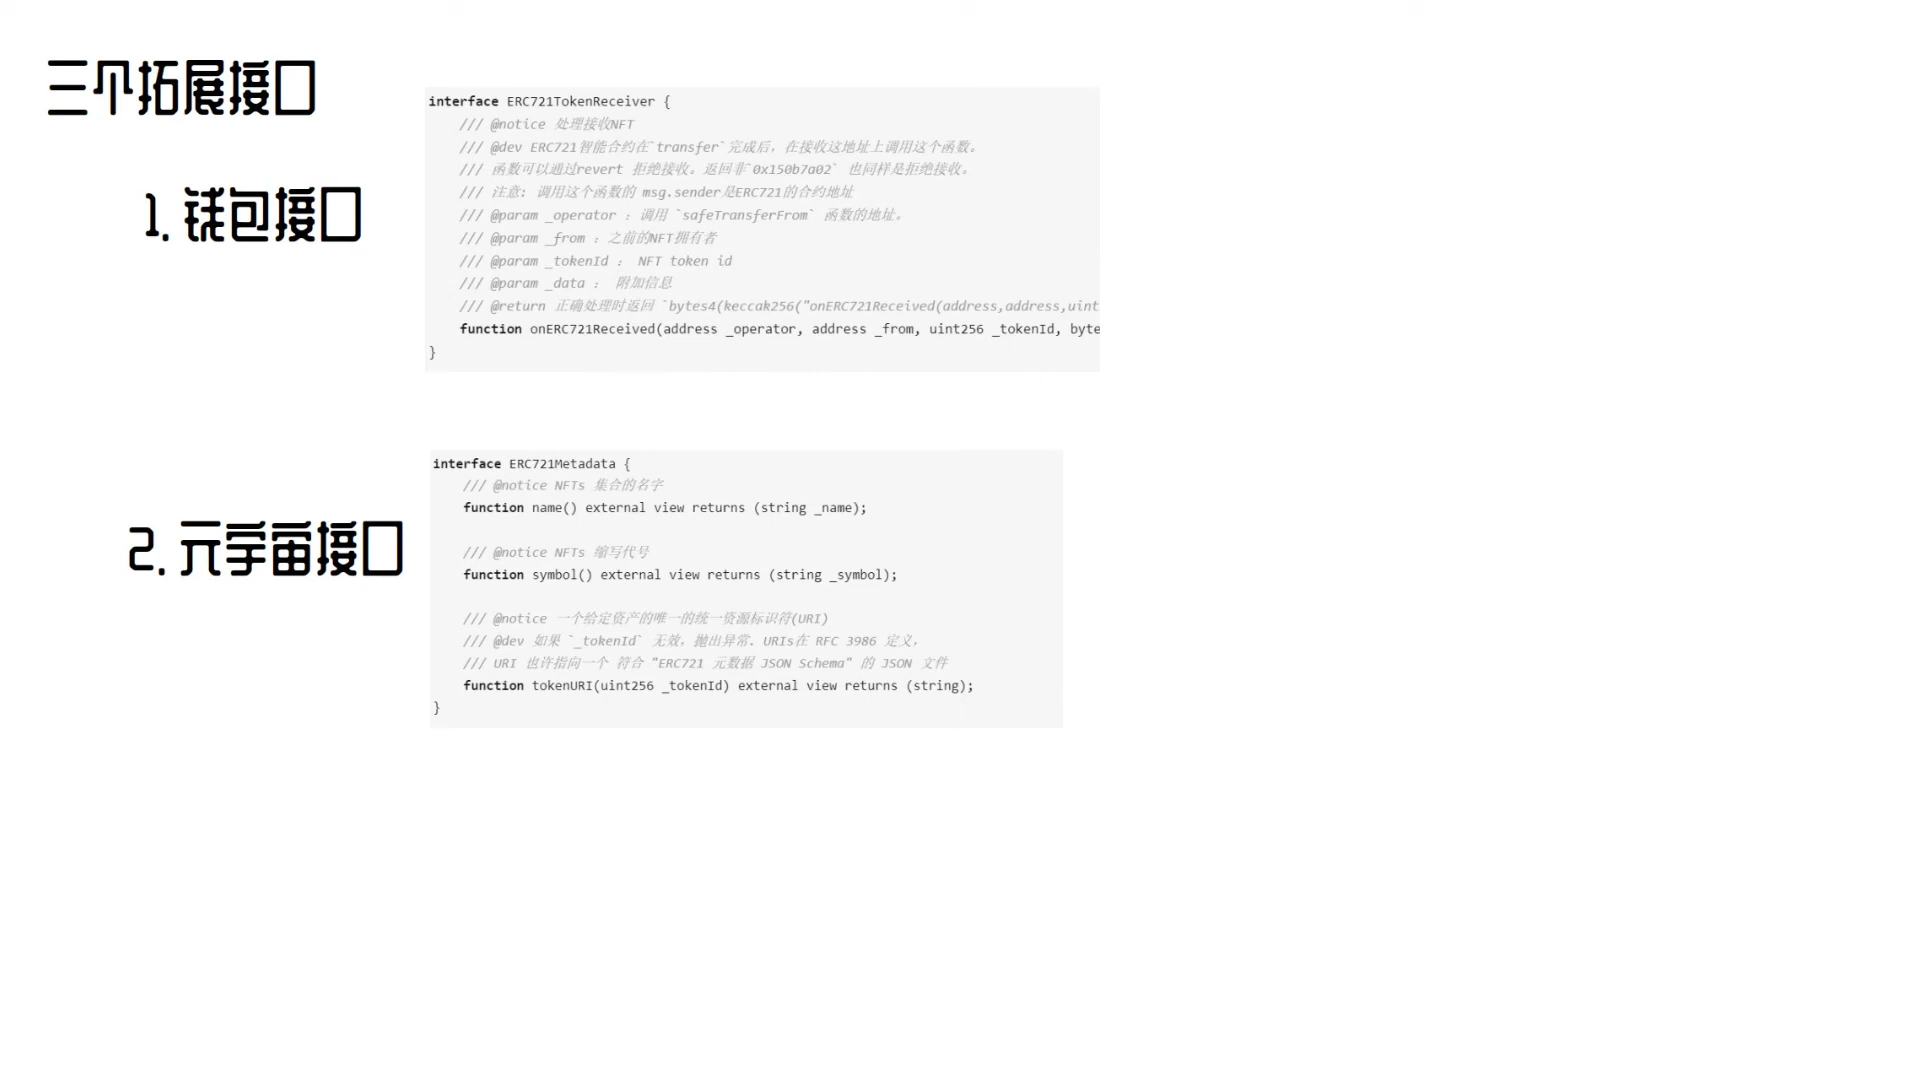 三个拓展接口
1. 钱包接口
interface ERC721TokenReceiver {
/// @notice 处理接收NFT
/// @dev ERC721智能合约在`transfer`完成后，在接收这地址上调用这个函数。
/// 函数可以通过revert 拒绝接收。返回非`0x150b7a02` 也同样是拒绝接收。
/// 注意: 调用这个函数的 msg.sender是ERC721的合约地址
/// @param _operator ：调用 `safeTransferFrom` 函数的地址。
/// @param _from ：之前的NFT拥有者
/// @param _tokenId ： NFT token id
/// @param _data ： 附加信息
/// @return 正确处理时返回 `bytes4(keccak256("onERC721Received(address,address,uint
function onERC721Received(address _operator, address _from, uint256 _tokenId, byte
}
2. 元宇宙接口
interface ERC721Metadata {
/// @notice NFTs 集合的名字
function name() external view returns (string _name);
/// @notice NFTs 缩写代号
function symbol() external view returns (string _symbol);
/// @notice 一个给定资产的唯一的统一资源标识符(URI)
/// @dev 如果 `_tokenId` 无效，抛出异常. URIs在 RFC 3986 定义，
/// URI 也许指向一个 符合 "ERC721 元数据 JSON Schema" 的 JSON 文件
function tokenURI(uint256 _tokenId) external view returns (string);
}